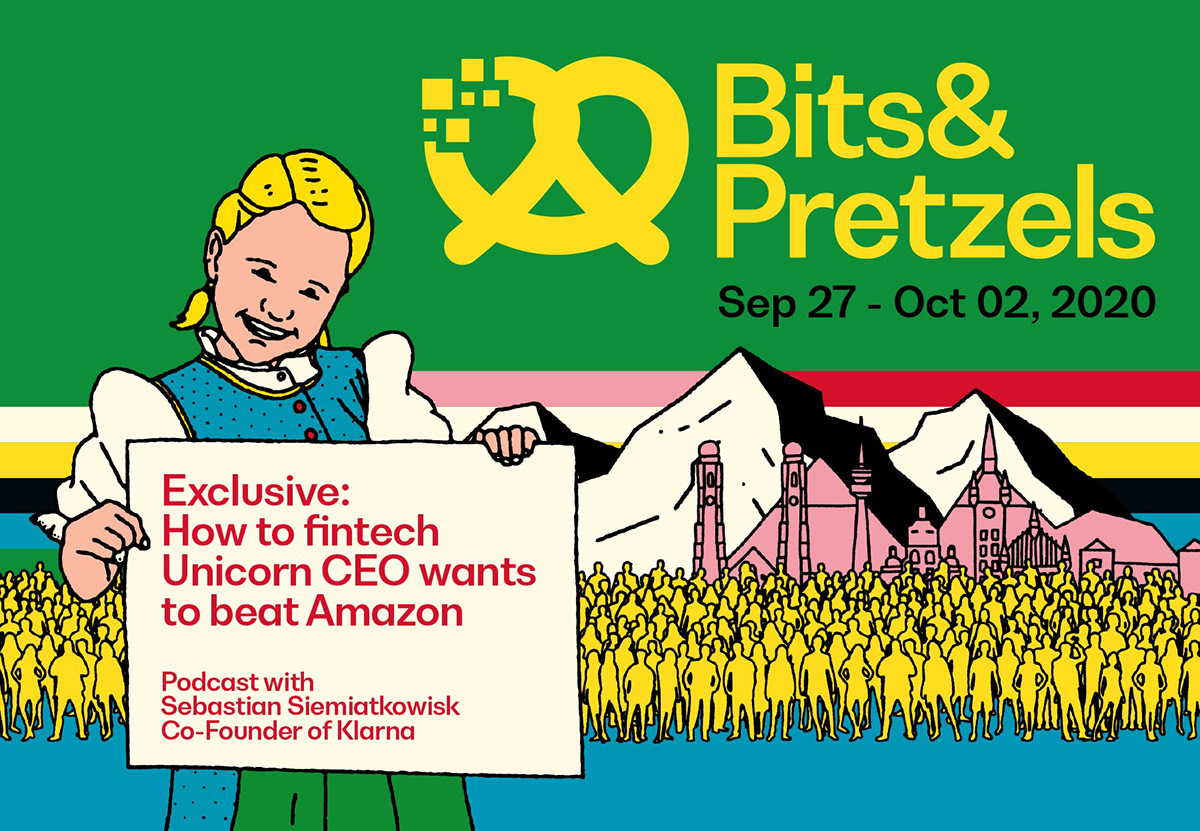 Bits&
Pretzels
Sep 27 - Oct 02, 2020
Exclusive:
How to fintech
Unicorn CEO wants
to beat Amazon
Podcast with
Sebastian Siemiatkowisk
Co-Founder of Klarna